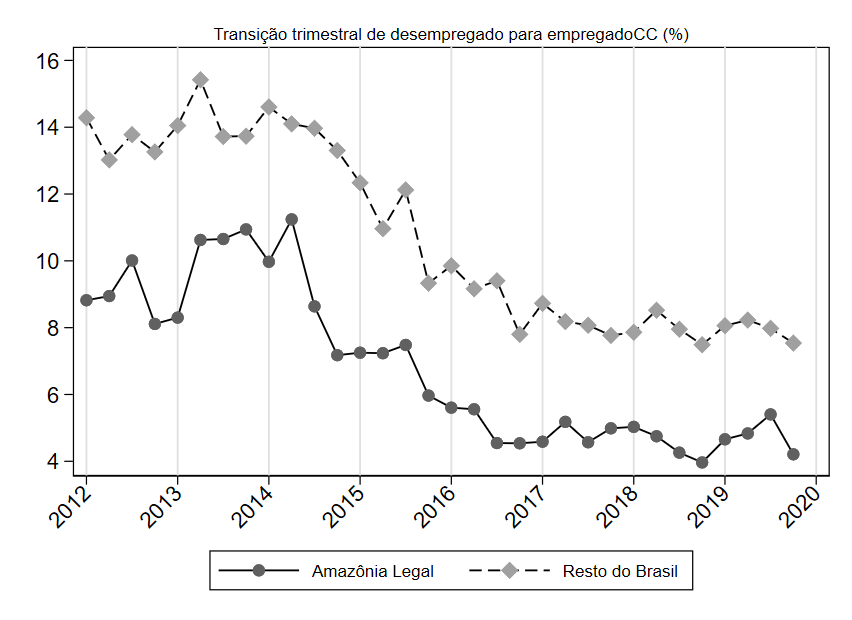 Transição trimestral de desempregado para empregadoCC (%)
16
14
12
10
8
6
4
2012 2013 2014 2015 2016 2017 2018 2019 2020
Amazônia Legal Resto do Brasil